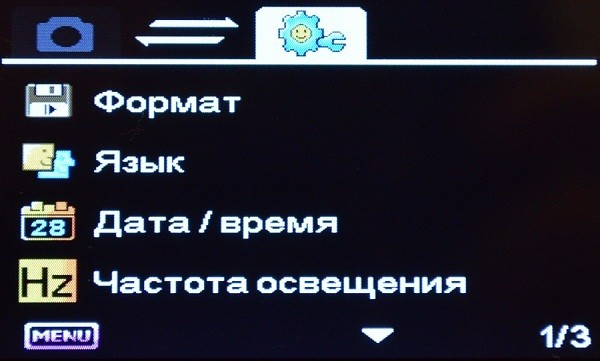 Формат
Язык
28 Дата / время
Hz Частота освещения
MENU 1/3